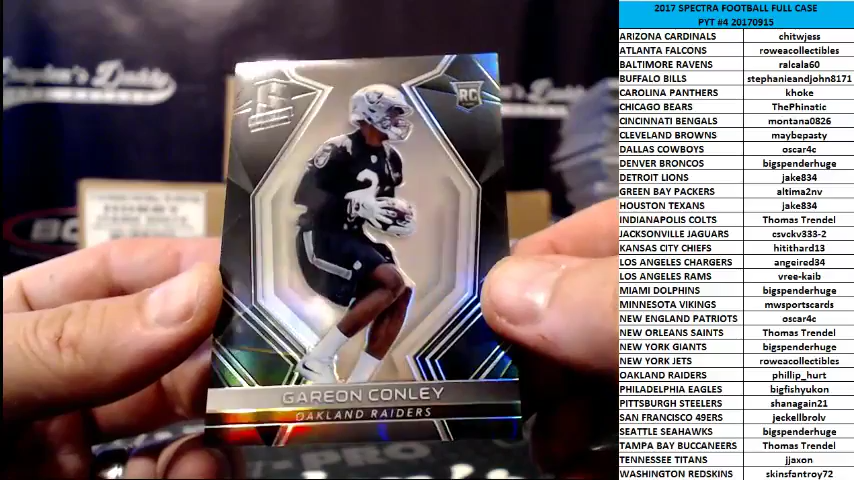 Brayden's Daddy
RC
2
GAREON CONLEY
OAKLAND RAIDERS
2017 SPECTRA FOOTBALL FULL CASE
PYT #4 20170915
ARIZONA CARDINALS chitwjess
ATLANTA FALCONS roweacollectibles
BALTIMORE RAVENS ralcala60
BUFFALO BILLS stephanieandjohn8171
CAROLINA PANTHERS khoke
CHICAGO BEARS ThePhinatic
CINCINNATI BENGALS montana0826
CLEVELAND BROWNS maybepasty
DALLAS COWBOYS oscar4c
DENVER BRONCOS bigspenderhuge
DETROIT LIONS jake834
GREEN BAY PACKERS altima2nv
HOUSTON TEXANS jake834
INDIANAPOLIS COLTS Thomas Trendel
JACKSONVILLE JAGUARS csvckv333-2
KANSAS CITY CHIEFS hitithard13
LOS ANGELES CHARGERS angeired34
LOS ANGELES RAMS vree-kaib
MIAMI DOLPHINS bigspenderhuge
MINNESOTA VIKINGS mwsportscards
NEW ENGLAND PATRIOTS oscar4c
NEW ORLEANS SAINTS Thomas Trendel
NEW YORK GIANTS bigspenderhuge
NEW YORK JETS roweacollectibles
OAKLAND RAIDERS phillip_hurt
PHILADELPHIA EAGLES bigfishyukon
PITTSBURGH STEELERS shanagain21
SAN FRANCISCO 49ERS jeckellbrolv
SEATTLE SEAHAWKS bigspenderhuge
TAMPA BAY BUCCANEERS Thomas Trendel
TENNESSEE TITANS jjaxon
WASHINGTON REDSKINS skinsfantroy72